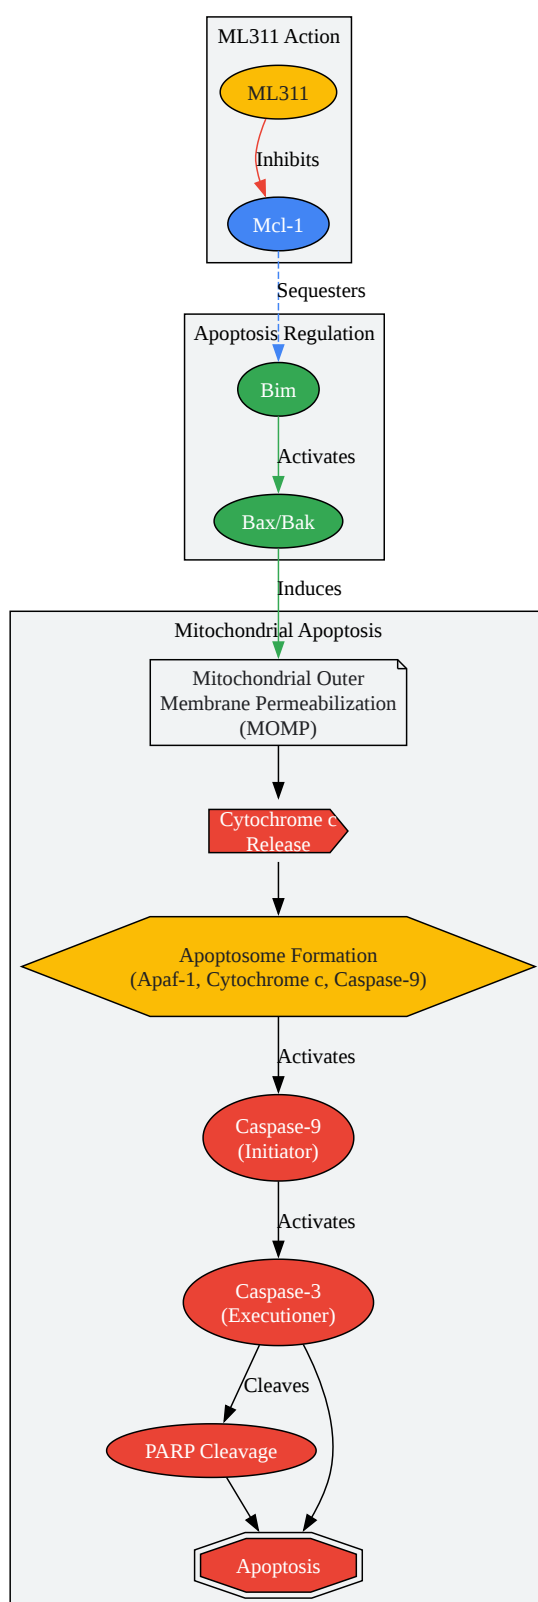 ML311 Action
ML311
Inhibits
Mcl-1
Sequesters
Apoptosis Regulation
Bim
Activates
Bax/Bak
Induces
Mitochondrial Apoptosis
Mitochondrial Outer
Membrane Permeabilization
(MOMP)
Cytochrome c
Release
Apoptosome Formation
(Apaf-1, Cytochrome c, Caspase-9)
Activates
Caspase-9
(Initiator)
Activates
Caspase-3
(Executioner)
Cleaves
PARP Cleavage
Apoptosis